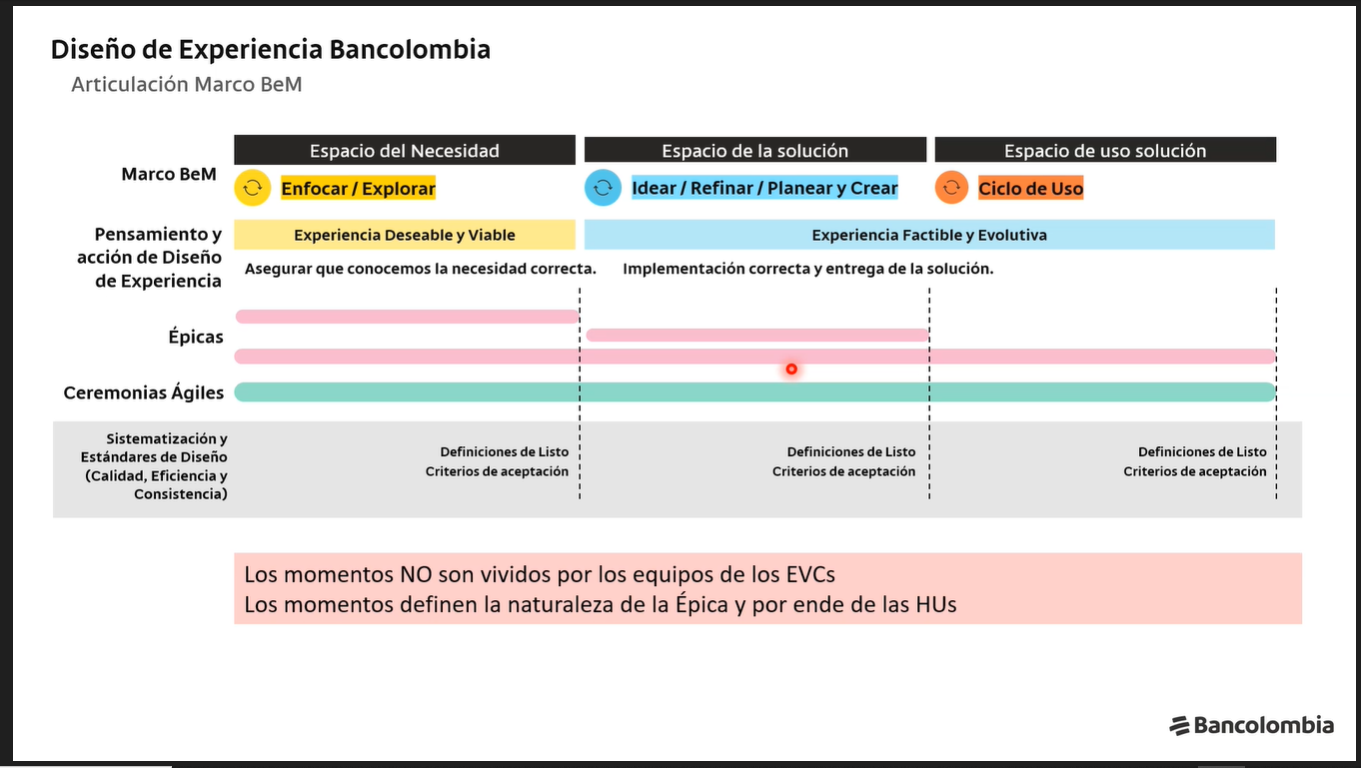 Diseño de Experiencia Bancolombia
Articulación Marco BeM
Marco BeM
Espacio del Necesidad
Espacio de la solución
Espacio de uso solución
Enfocar / Explorar
Idear / Refinar / Planear y Crear
Ciclo de Uso
Pensamiento y
acción de Diseño
de Experiencia
Experiencia Deseable y Viable
Experiencia Factible y Evolutiva
Asegurar que conocemos la necesidad correcta.
Implementación correcta y entrega de la solución.
Épicas
Ceremonias Ágiles
Sistematización y
Estándares de Diseño
(Calidad, Eficiencia y
Consistencia)
Definiciones de Listo
Criterios de aceptación
Definiciones de Listo
Criterios de aceptación
Definiciones de Listo
Criterios de aceptación
Los momentos NO son vividos por los equipos de los EVCs
Los momentos definen la naturaleza de la Épica y por ende de las HUs
Bancolombia